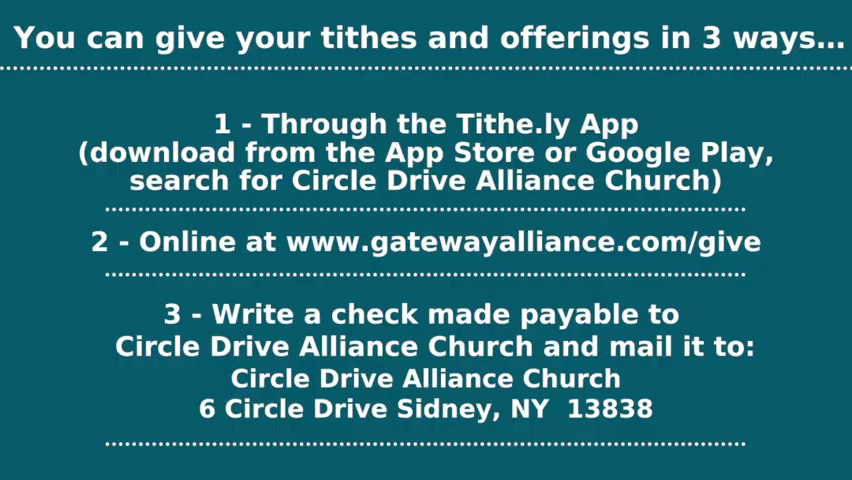 You can give your tithes and offerings in 3 ways...
1 - Through the Tithe.ly App
(download from the App Store or Google Play,
search for Circle Drive Alliance Church)
2 - Online at www.gatewayalliance.com/give
3 - Write a check made payable to
Circle Drive Alliance Church and mail it to:
Circle Drive Alliance Church
6 Circle Drive Sidney, NY  13838